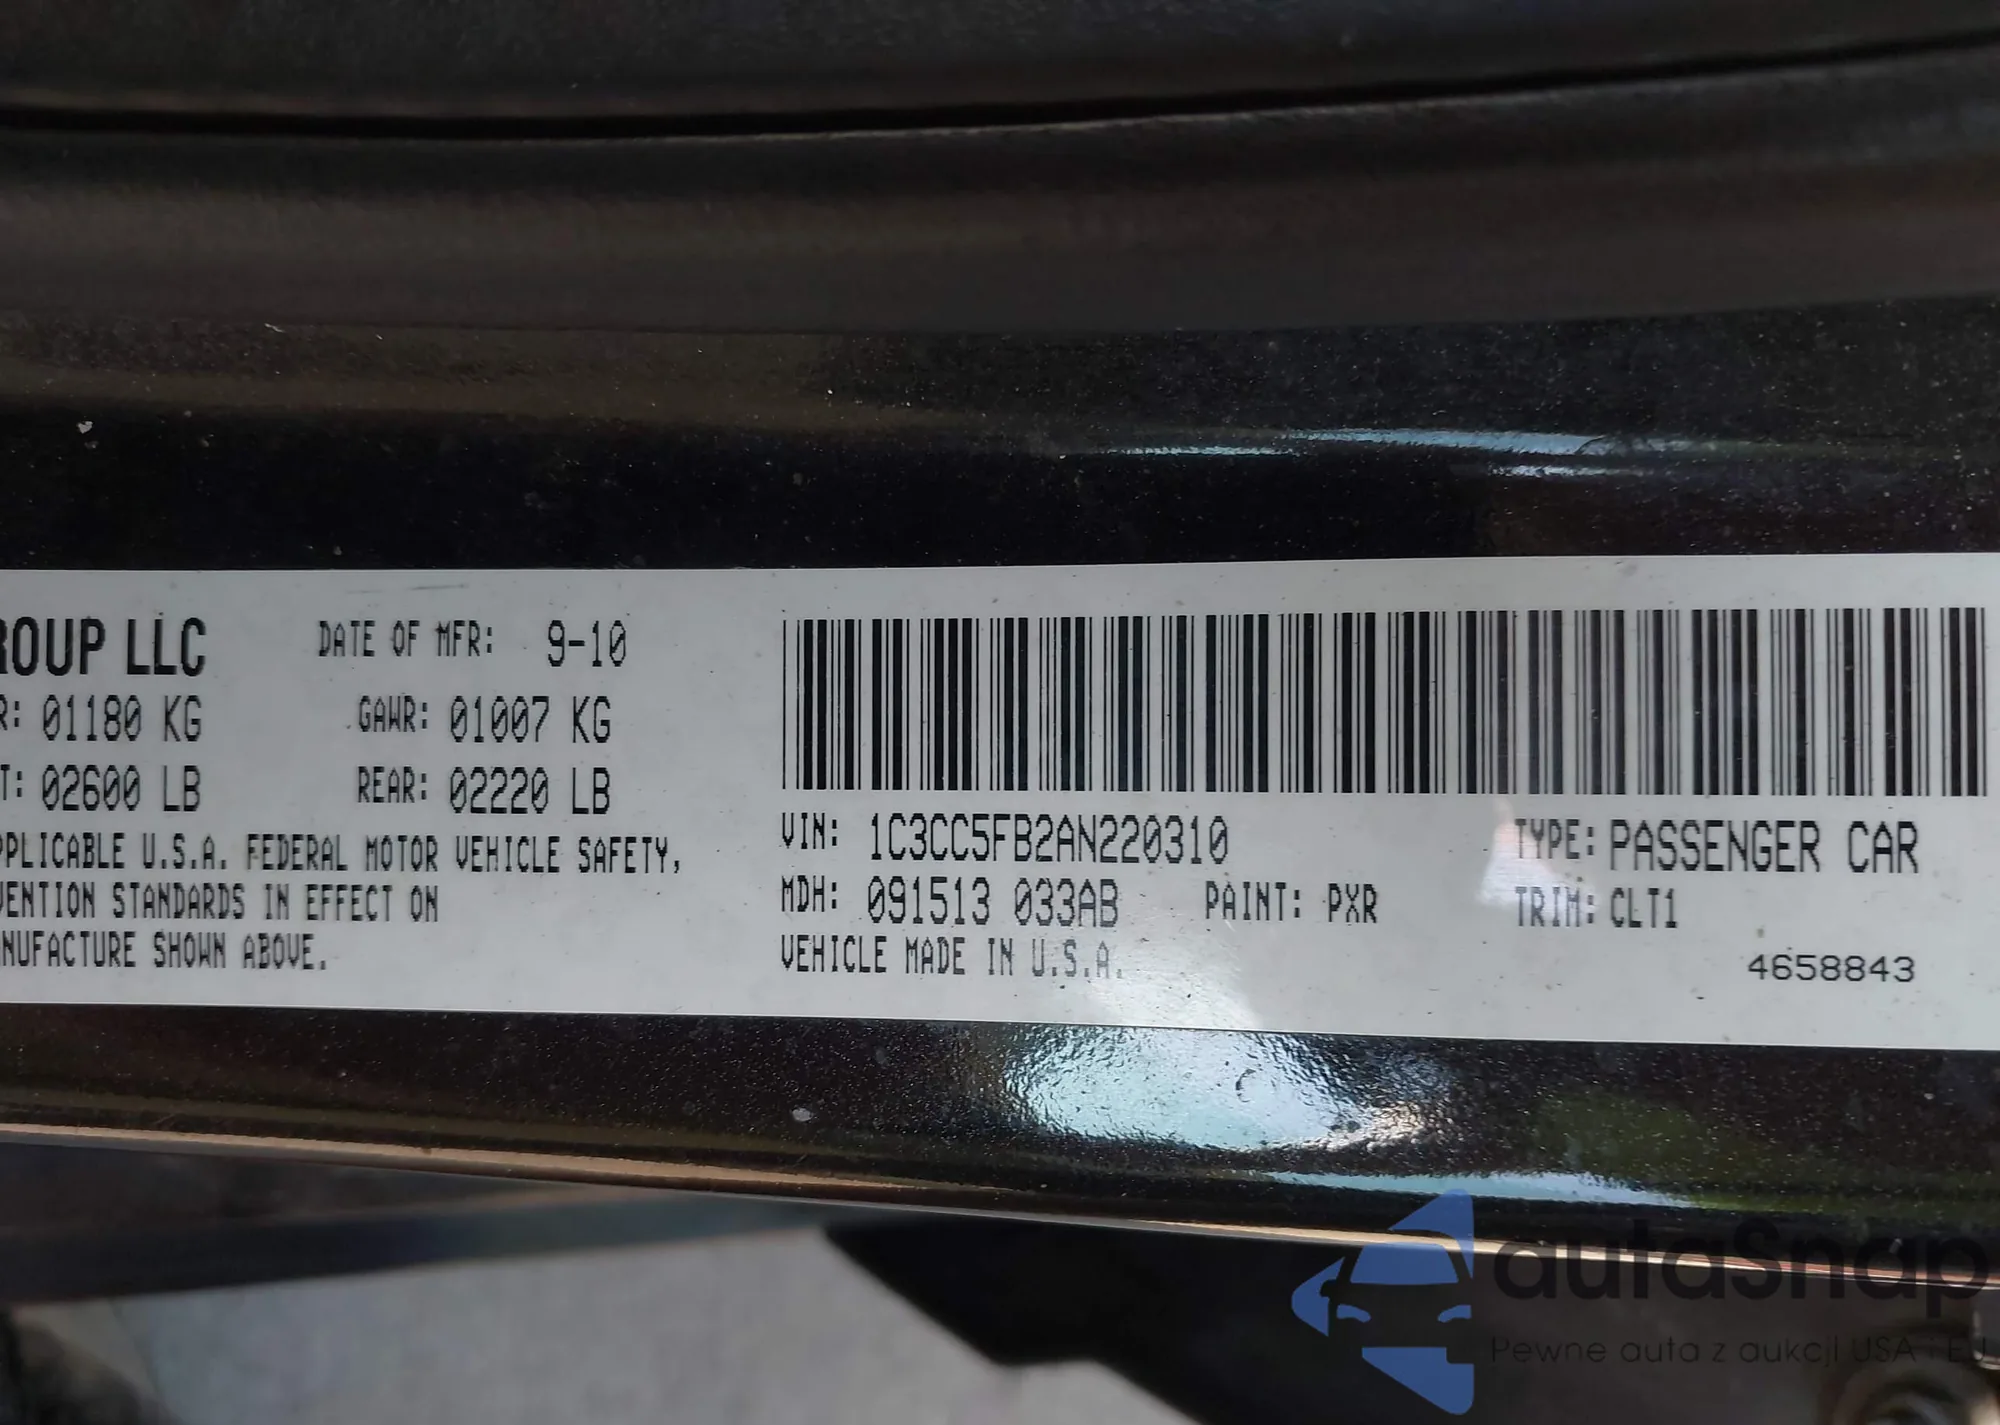 ROUP LLC DATE OF MFR: 9-10
R: 01180 KG GAWR: 01007 KG
T: 02600 LB REAR: 02220 LB
PPLICABLE U.S.A. FEDERAL MOTOR VEHICLE SAFETY,
VENTION STANDARDS IN EFFECT ON
NUFACTURE SHOWN ABOVE.
VIN: 1C3CC5FB2AN220310 TYPE: PASSENGER CAR
MDH: 091513 033AB PAINT: PXR TRIM: CLT1
VEHICLE MADE IN U.S.A.
4658843
autaSnap
Pewne auta z aukcji USA i EU